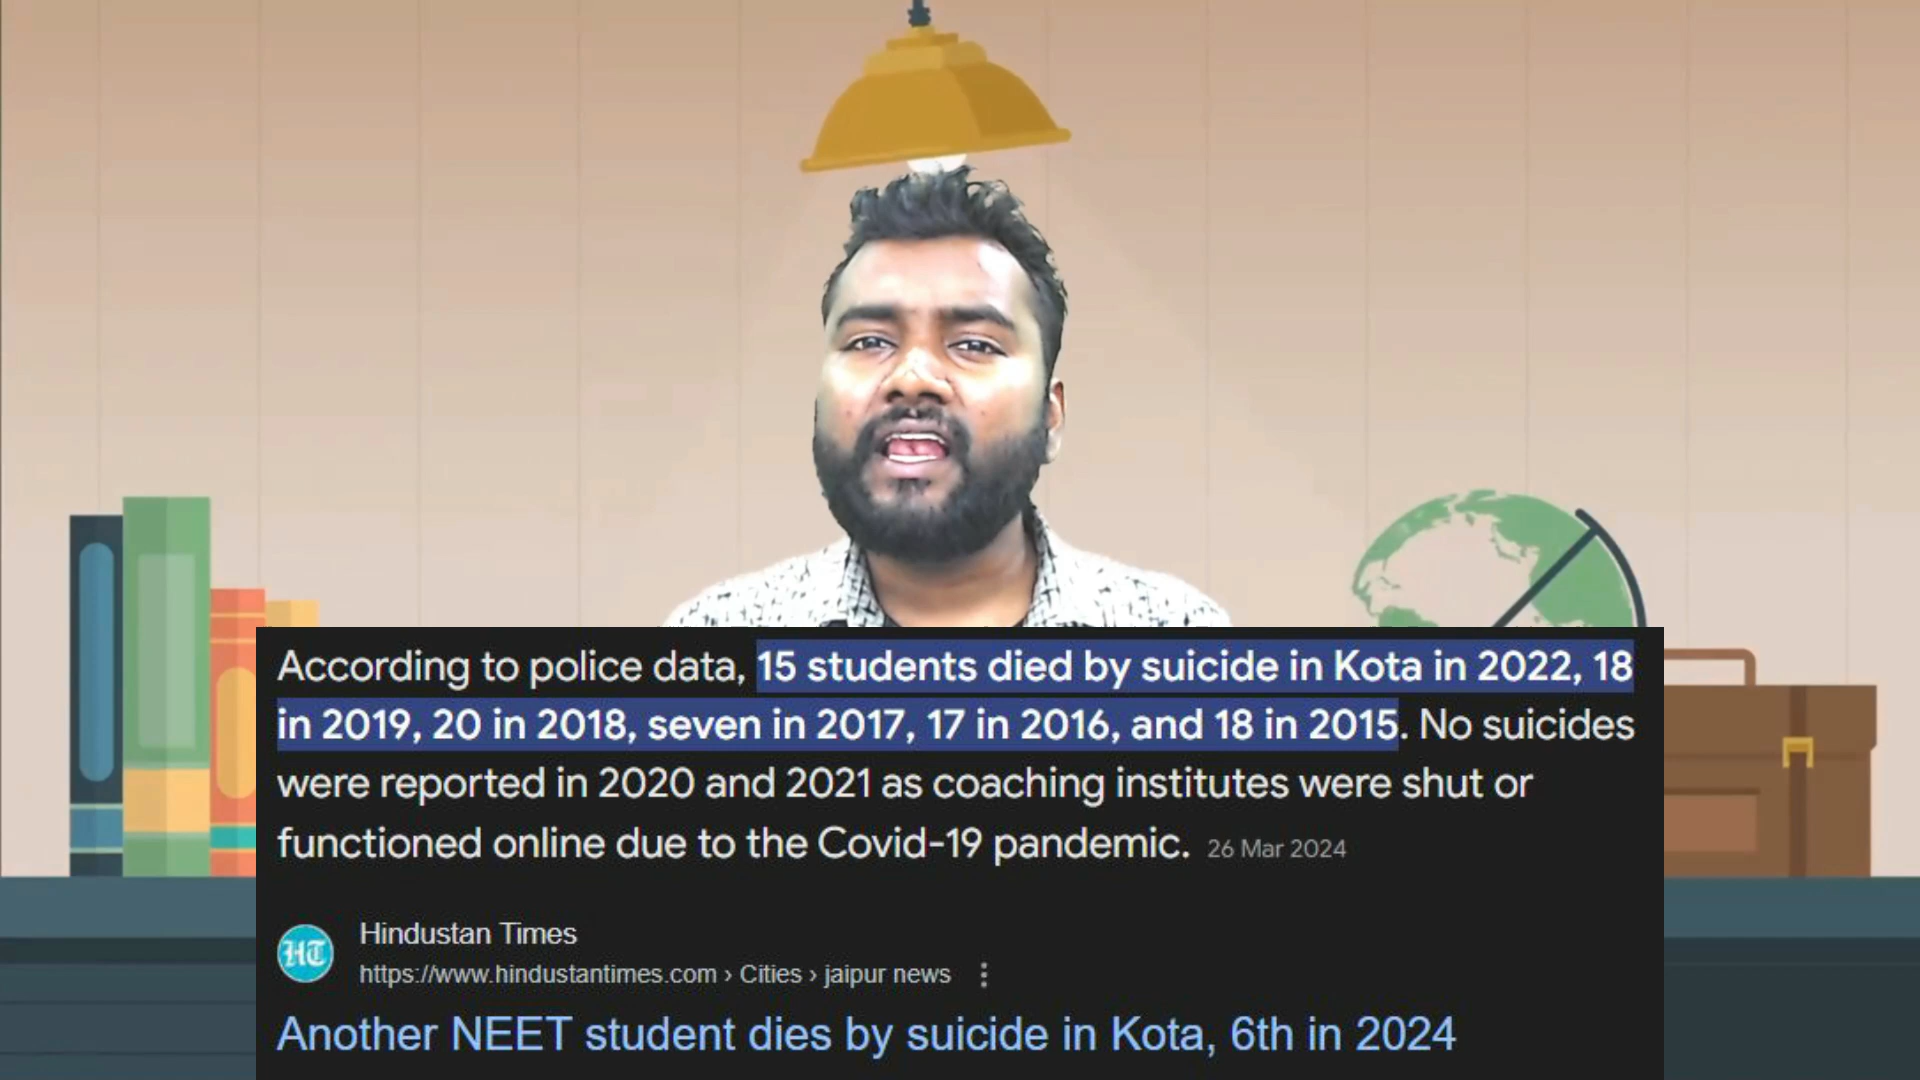 According to police data, 15 students died by suicide in Kota in 2022, 18
in 2019, 20 in 2018, seven in 2017, 17 in 2016, and 18 in 2015. No suicides
were reported in 2020 and 2021 as coaching institutes were shut or
functioned online due to the Covid-19 pandemic. 26 Mar 2024
HT
Hindustan Times
https://www.hindustantimes.com › Cities › jaipur news
Another NEET student dies by suicide in Kota, 6th in 2024